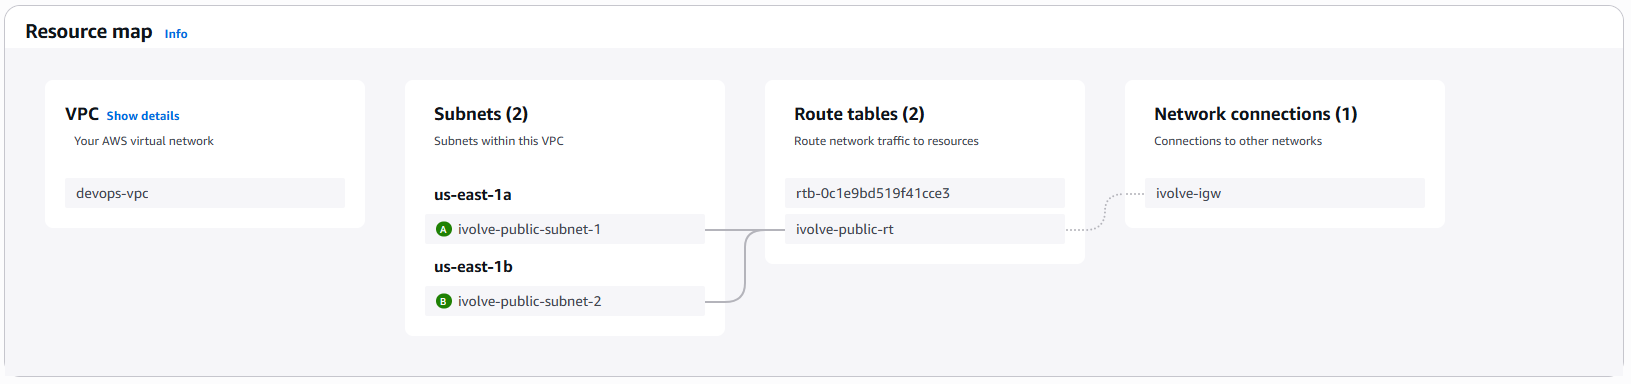 Resource map Info
VPC Show details
Your AWS virtual network
devops-vpc
Subnets (2)
Subnets within this VPC
us-east-1a
A ivolve-public-subnet-1
us-east-1b
B ivolve-public-subnet-2
Route tables (2)
Route network traffic to resources
rtb-0c1e9bd519f41cce3
ivolve-public-rt
Network connections (1)
Connections to other networks
ivolve-igw